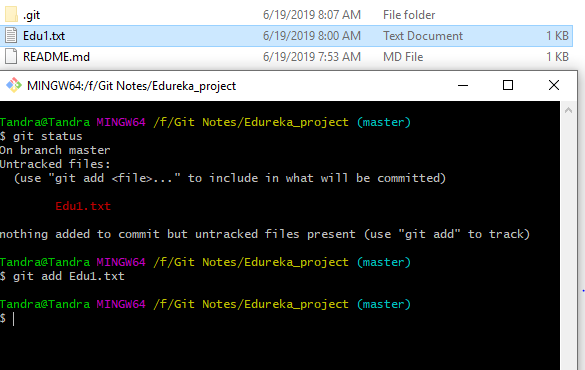 .git 6/19/2019 8:07 AM File folder
Edu1.txt 6/19/2019 8:00 AM Text Document 1 KB
README.md 6/19/2019 7:53 AM MD File 1 KB
MINGW64:/f/Git Notes/Edureka_project
Tandra@Tandra MINGW64 /f/Git Notes/Edureka_project (master)
$ git status
On branch master
Untracked files:
(use "git add <file>..." to include in what will be committed)
Edu1.txt
nothing added to commit but untracked files present (use "git add" to track)
Tandra@Tandra MINGW64 /f/Git Notes/Edureka_project (master)
$ git add Edu1.txt
Tandra@Tandra MINGW64 /f/Git Notes/Edureka_project (master)
$